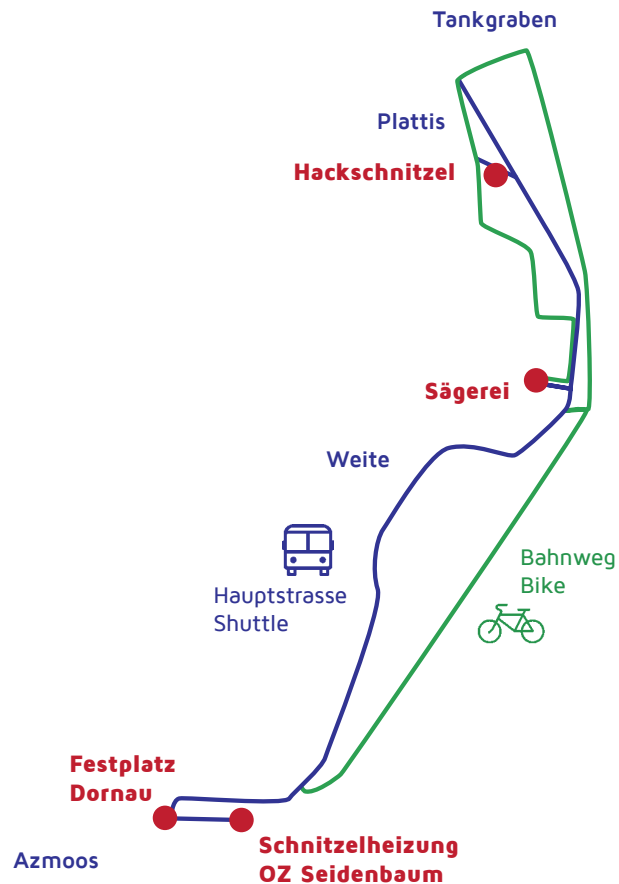 Tankgraben
Plattis
Hackschnitzel
Sägerei
Weite
Bahnweg
Bike
Hauptstrasse
Shuttle
Festplatz
Dornau
Schnitzelheizung
OZ Seidenbaum
Azmoos